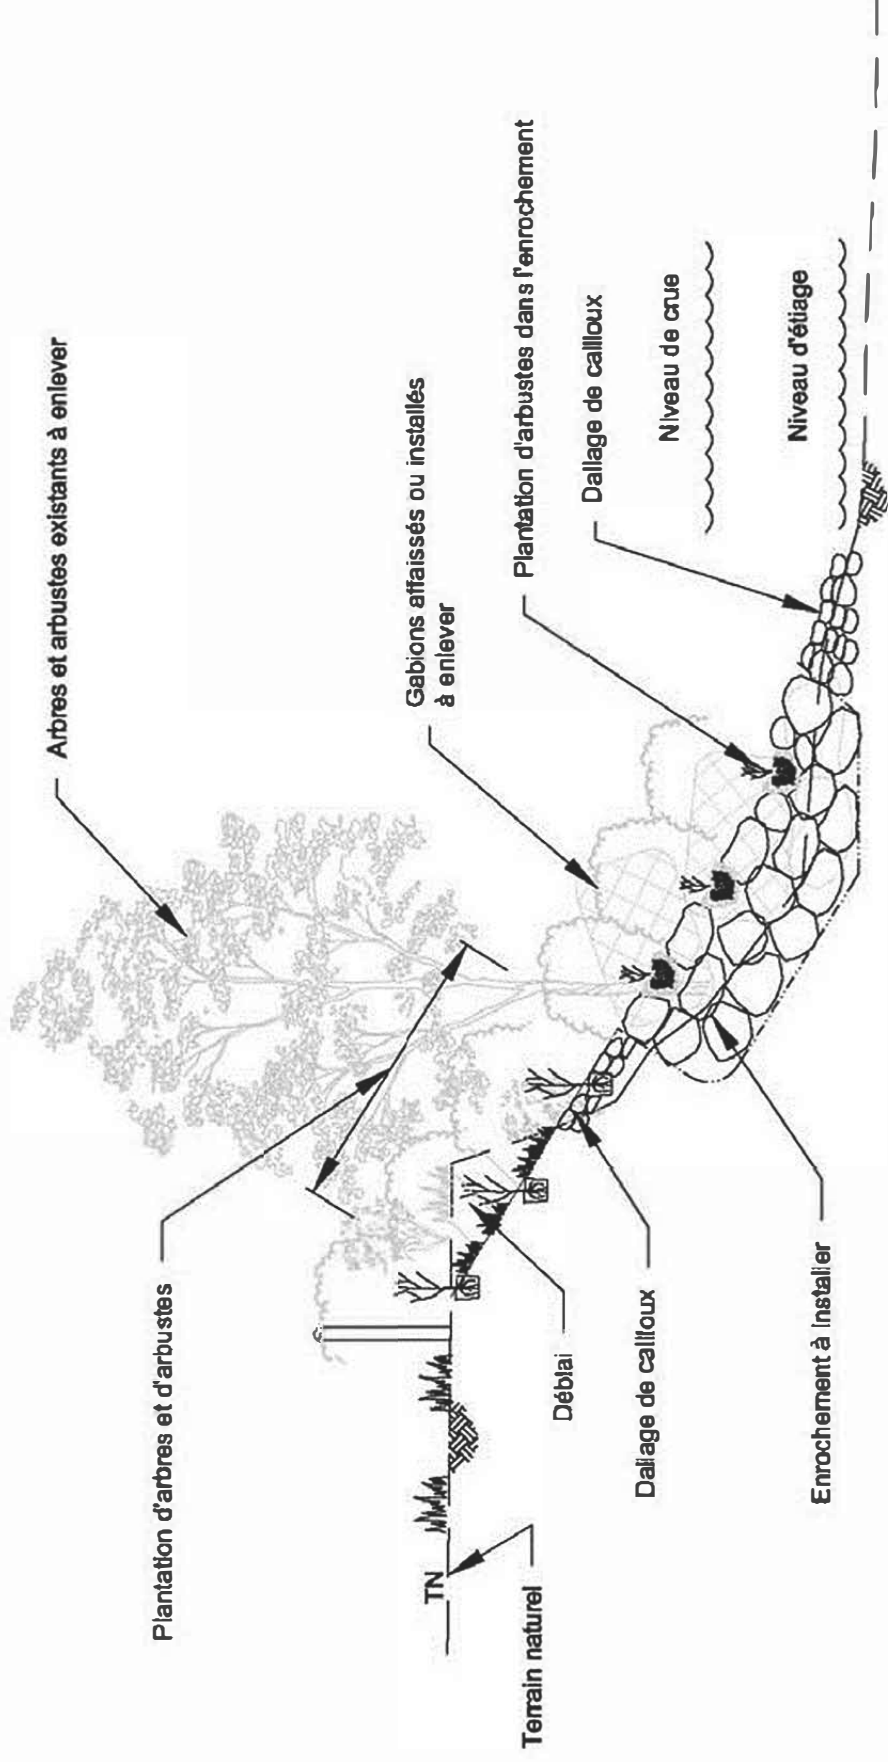 Arbres et arbustes existants à enlever
Gabions affaissés ou installés
à enlever
Plantation d'arbustes dans l'enrochement
Dallage de cailloux
Niveau de crue
Niveau d'étiage
Plantation d'arbres et d'arbustes
TN
Terrain naturel
Déblai
Dallage de cailloux
Enrochement à installer